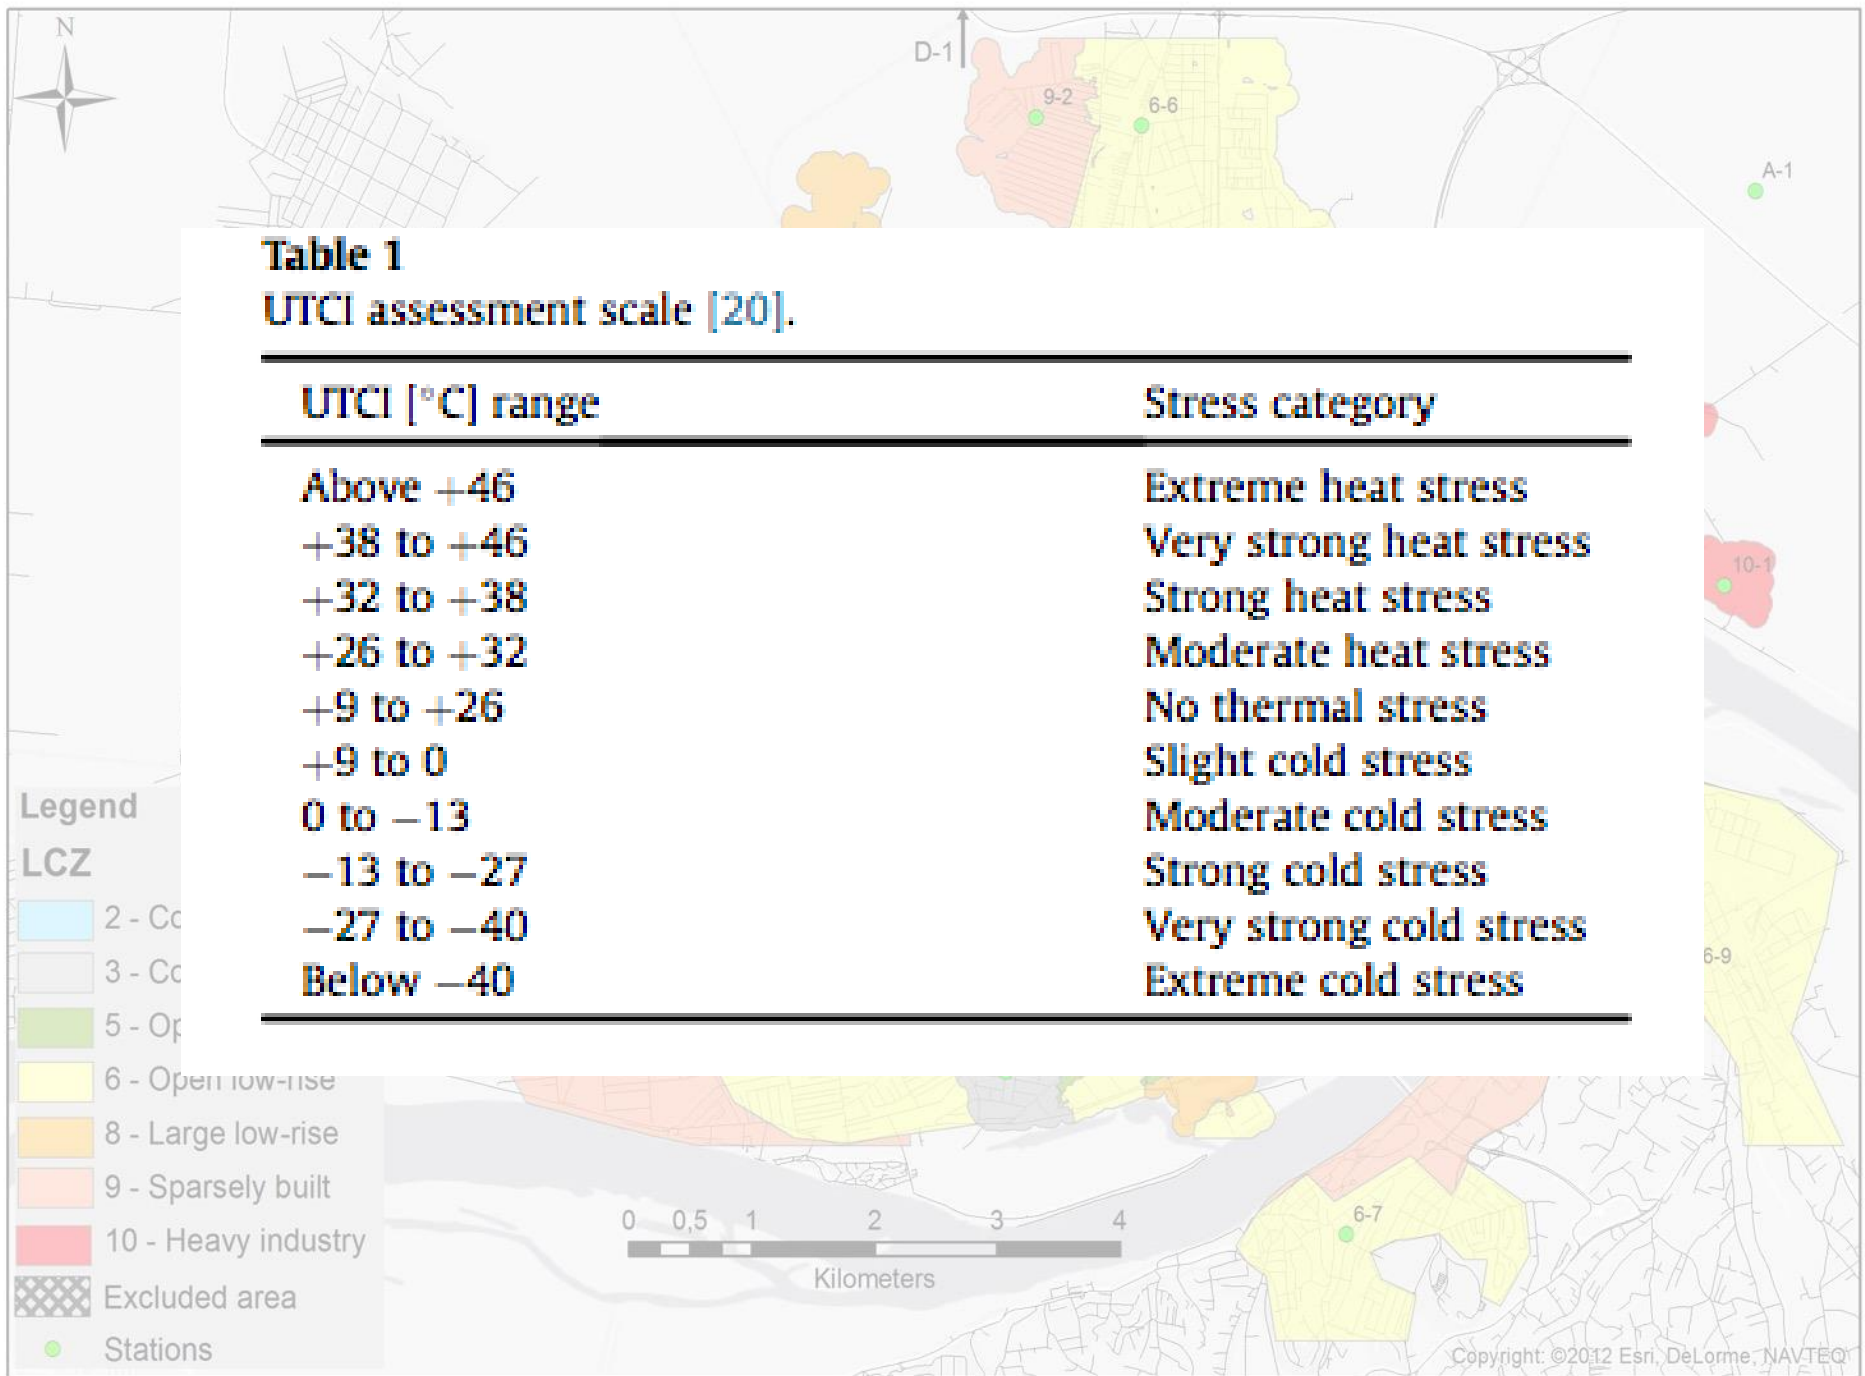 N
D-1
9-2
6-6
A-1
Table 1
UTCI assessment scale [20].
UTCI [°C] range Stress category
Above +46 Extreme heat stress
+38 to +46 Very strong heat stress
+32 to +38 Strong heat stress
+26 to +32 Moderate heat stress
+9 to +26 No thermal stress
+9 to 0 Slight cold stress
0 to −13 Moderate cold stress
−13 to −27 Strong cold stress
−27 to −40 Very strong cold stress
Below −40 Extreme cold stress
10-1
6-9
Legend
LCZ
2 - Co
3 - Co
5 - Op
6 - Open low-rise
8 - Large low-rise
9 - Sparsely built
10 - Heavy industry
Excluded area
Stations
0 0,5 1 2 3 4
Kilometers
6-7
Copyright: ©2012 Esri, DeLorme, NAVTEQ